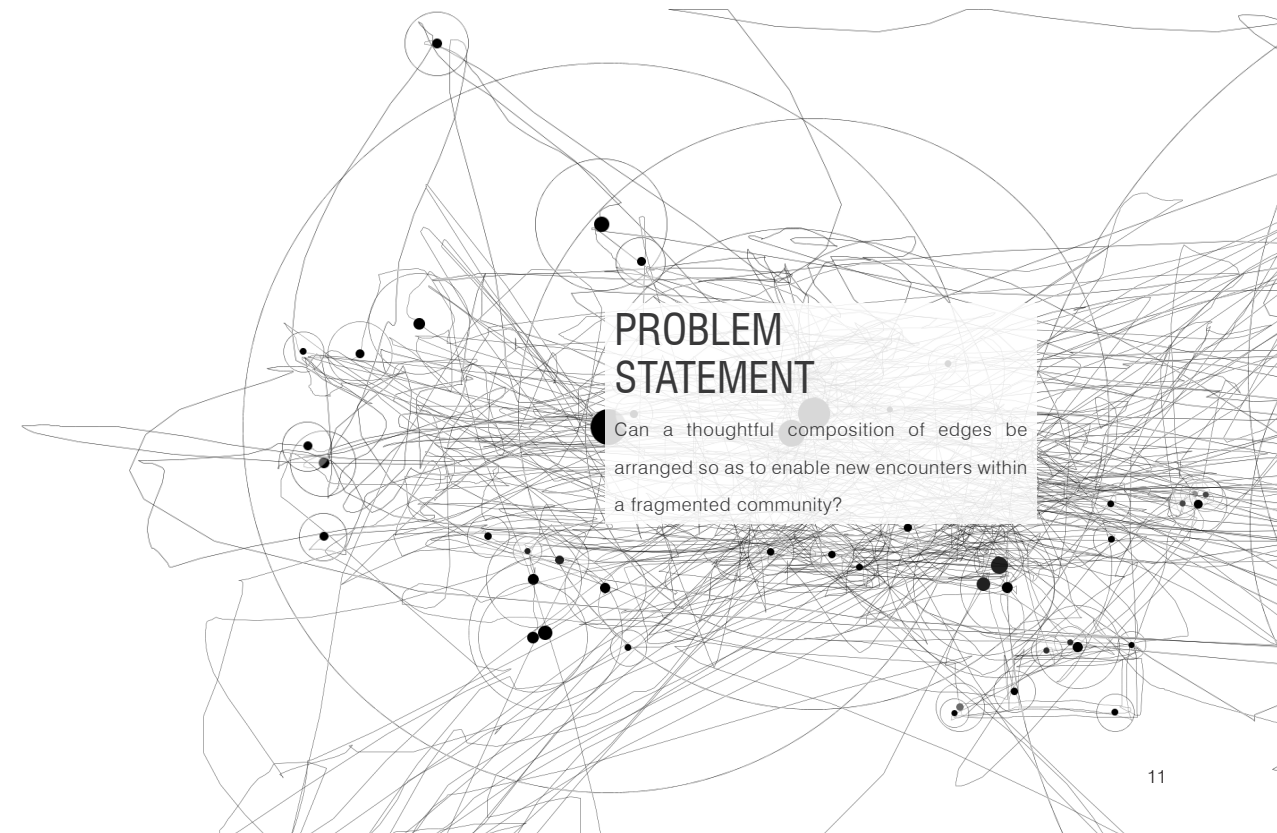 PROBLEM
STATEMENT
Can a thoughtful composition of edges be
arranged so as to enable new encounters within
a fragmented community?
11